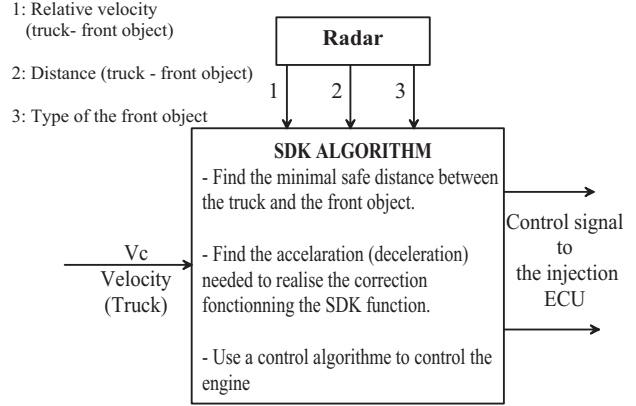 1: Relative velocity
(truck- front object)
2: Distance (truck - front object)
3: Type of the front object
Radar
1
2
3
SDK ALGORITHM
- Find the minimal safe distance between
the truck and the front object.
- Find the accelaration (deceleration)
needed to realise the correction
fonctionning the SDK function.
- Use a control algorithme to control the
engine
Vc
Velocity
(Truck)
Control signal
to
the injection
ECU